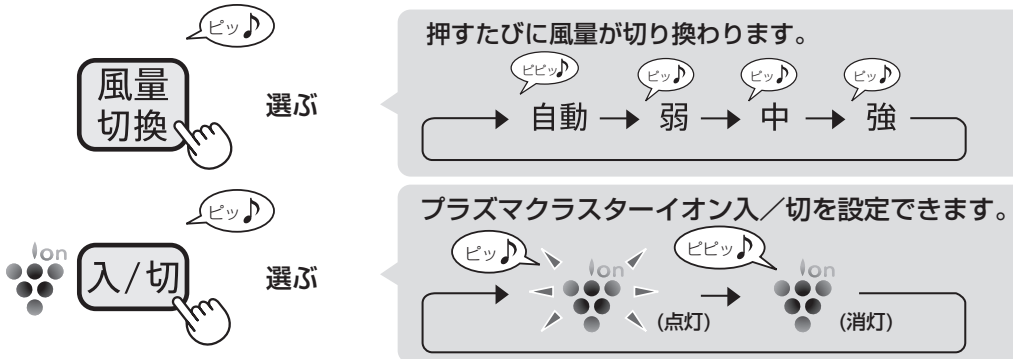 ピッ♪
風量
切換
選ぶ
押すたびに風量が切り換わります。
ピピッ♪ ピッ♪ ピッ♪ ピッ♪
自動 → 弱 → 中 → 強
ピッ♪
ion
入/切
選ぶ
プラズマクラスターイオン入/切を設定できます。
ピッ♪ ピピッ♪
ion ion
(点灯) → (消灯)